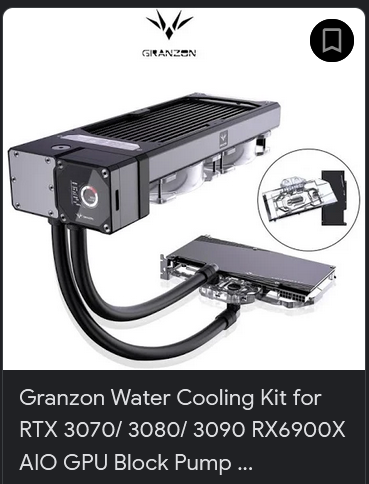 GRANZON
Granzon Water Cooling Kit for
RTX 3070/ 3080/ 3090 RX6900X
AIO GPU Block Pump ...